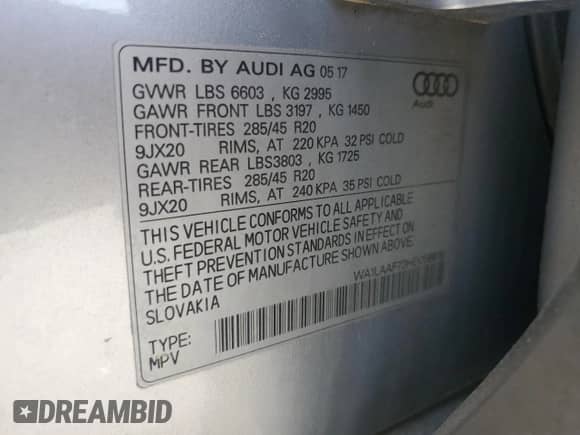 MFD. BY AUDI AG 05 17
GVWR LBS 6603 , KG 2995
GAWR FRONT LBS 3197 , KG 1450
FRONT-TIRES 285/45 R20
9JX20 RIMS, AT 220 KPA 32 PSI COLD
GAWR REAR LBS3803 , KG 1725
REAR-TIRES 285/45 R20
9JX20 RIMS, AT 240 KPA 35 PSI COLD
Audi
THIS VEHICLE CONFORMS TO ALL APPLICABLE
U.S. FEDERAL MOTOR VEHICLE SAFETY AND
THEFT PREVENTION STANDARDS IN EFFECT ON
THE DATE OF MANUFACTURE SHOWN ABOVE.
SLOVAKIA
TYPE:
MPV
DREAMBID